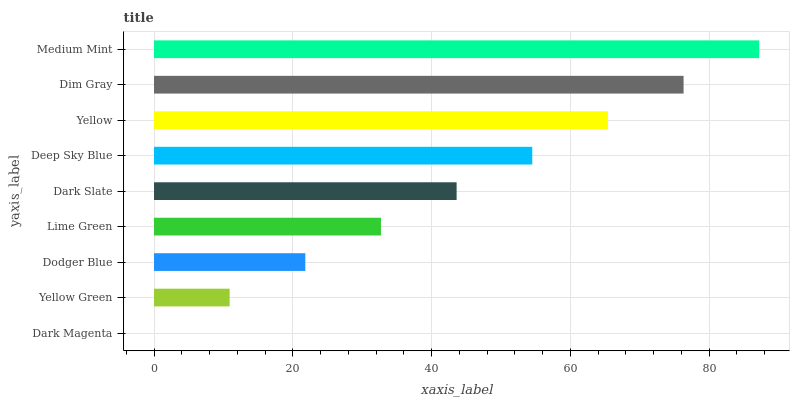 title
Medium Mint
Dim Gray
Yellow
Deep Sky Blue
Dark Slate
Lime Green
Dodger Blue
Yellow Green
Dark Magenta
yaxis_label
0 20 40 60 80
xaxis_label